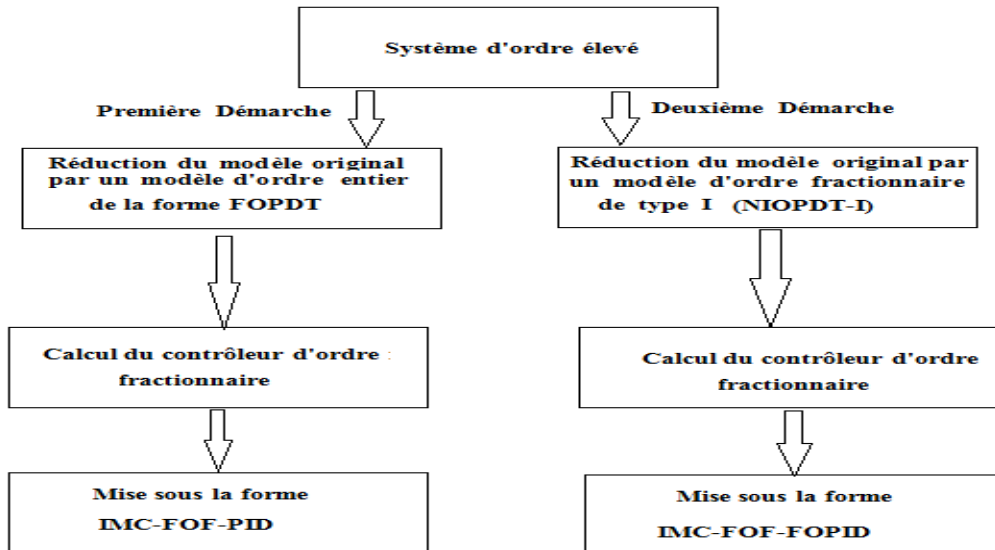 Système d'ordre élevé
Première Démarche
Deuxième Démarche
Réduction du modèle original
par un modèle d'ordre entier
de la forme FOPDT
Réduction du modèle original par
un modèle d'ordre fractionnaire
de type I (NIOPDT-I)
Calcul du contrôleur d'ordre :
fractionnaire
Calcul du contrôleur d'ordre
fractionnaire
Mise sous la forme
IMC-FOF-PID
Mise sous la forme
IMC-FOF-FOPID